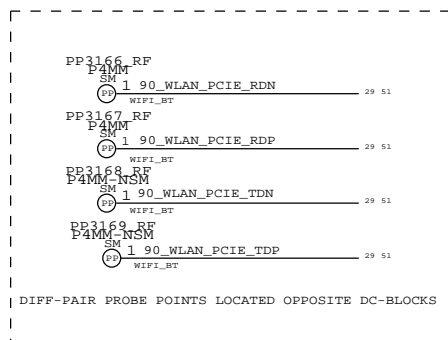 PP3166_RF
P4MM
SM
PP 1 90_WLAN_PCIE_RDN 29 51
WIFI_BT
PP3167_RF
P4MM
SM
PP 1 90_WLAN_PCIE_RDP 29 51
WIFI_BT
PP3168_RF
P4MM-NSM
SM
PP 1 90_WLAN_PCIE_TDN 29 51
WIFI_BT
PP3169_RF
P4MM-NSM
SM
PP 1 90_WLAN_PCIE_TDP 29 51
WIFI_BT
DIFF-PAIR PROBE POINTS LOCATED OPPOSITE DC-BLOCKS